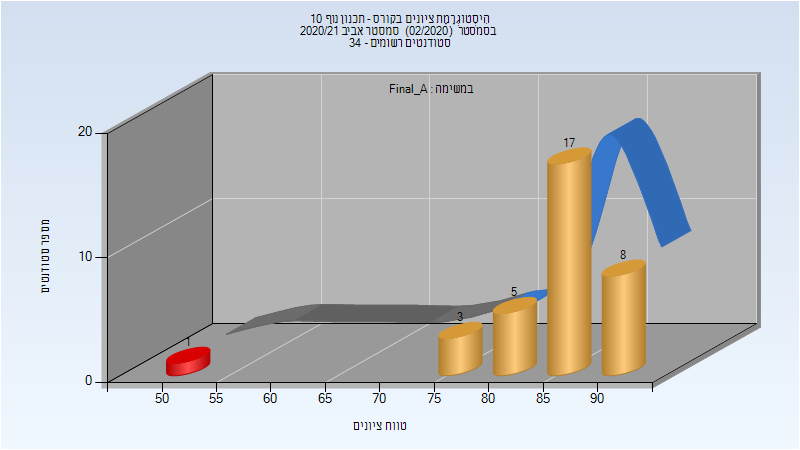 היסטוגרמת ציונים בקורס - תכנון נוף 10
בסמסטר (02/2020) סמסטר אביב 2020/21
סטודנטים רשומים - 34
במשימה : Final_A
מספר סטודנטים
20
10
0
1
3
5
17
8
50 55 60 65 70 75 80 85 90
טווח ציונים